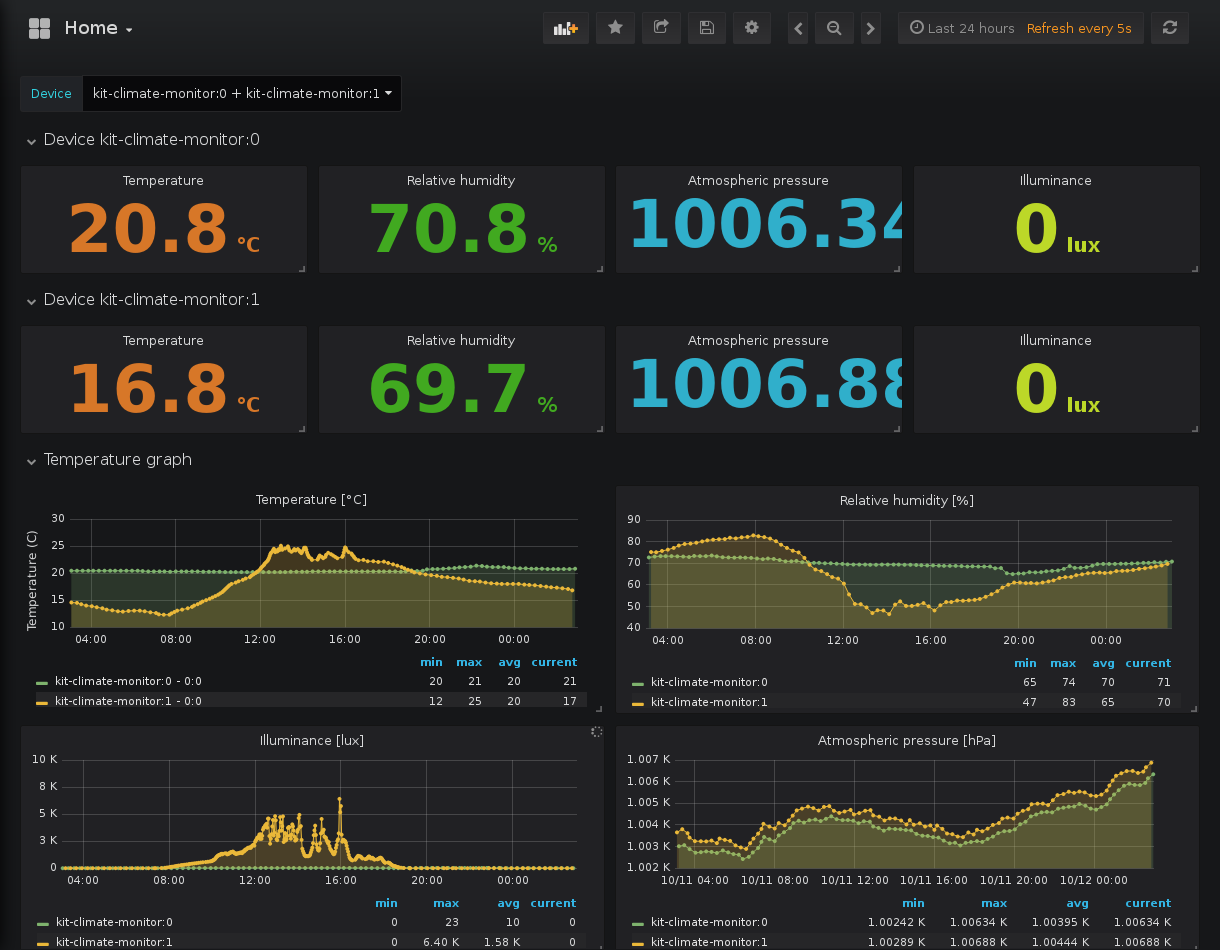 Home
Last 24 hours Refresh every 5s
Device kit-climate-monitor:0 + kit-climate-monitor:1
Device kit-climate-monitor:0
Temperature Relative humidity Atmospheric pressure Illuminance
20.8 °C 70.8 % 1006.34 0 lux
Device kit-climate-monitor:1
Temperature Relative humidity Atmospheric pressure Illuminance
16.8 °C 69.7 % 1006.88 0 lux
Temperature graph
Temperature [°C]
Temperature (C)
30
25
20
15
10
04:00 08:00 12:00 16:00 20:00 00:00
min max avg current
kit-climate-monitor:0 - 0:0 20 21 20 21
kit-climate-monitor:1 - 0:0 12 25 20 17
Relative humidity [%]
90
80
70
60
50
40
04:00 08:00 12:00 16:00 20:00 00:00
min max avg current
kit-climate-monitor:0 65 74 70 71
kit-climate-monitor:1 47 83 65 70
Illuminance [lux]
10 K
8 K
5 K
3 K
0
04:00 08:00 12:00 16:00 20:00 00:00
min max avg current
kit-climate-monitor:0 0 23 10 0
kit-climate-monitor:1 0 6.40 K 1.58 K 0
Atmospheric pressure [hPa]
1.007 K
1.006 K
1.005 K
1.004 K
1.003 K
1.002 K
10/11 04:00 10/11 08:00 10/11 12:00 10/11 16:00 10/11 20:00 10/12 00:00
min max avg current
kit-climate-monitor:0 1.00242 K 1.00634 K 1.00395 K 1.00634 K
kit-climate-monitor:1 1.00289 K 1.00688 K 1.00444 K 1.00688 K